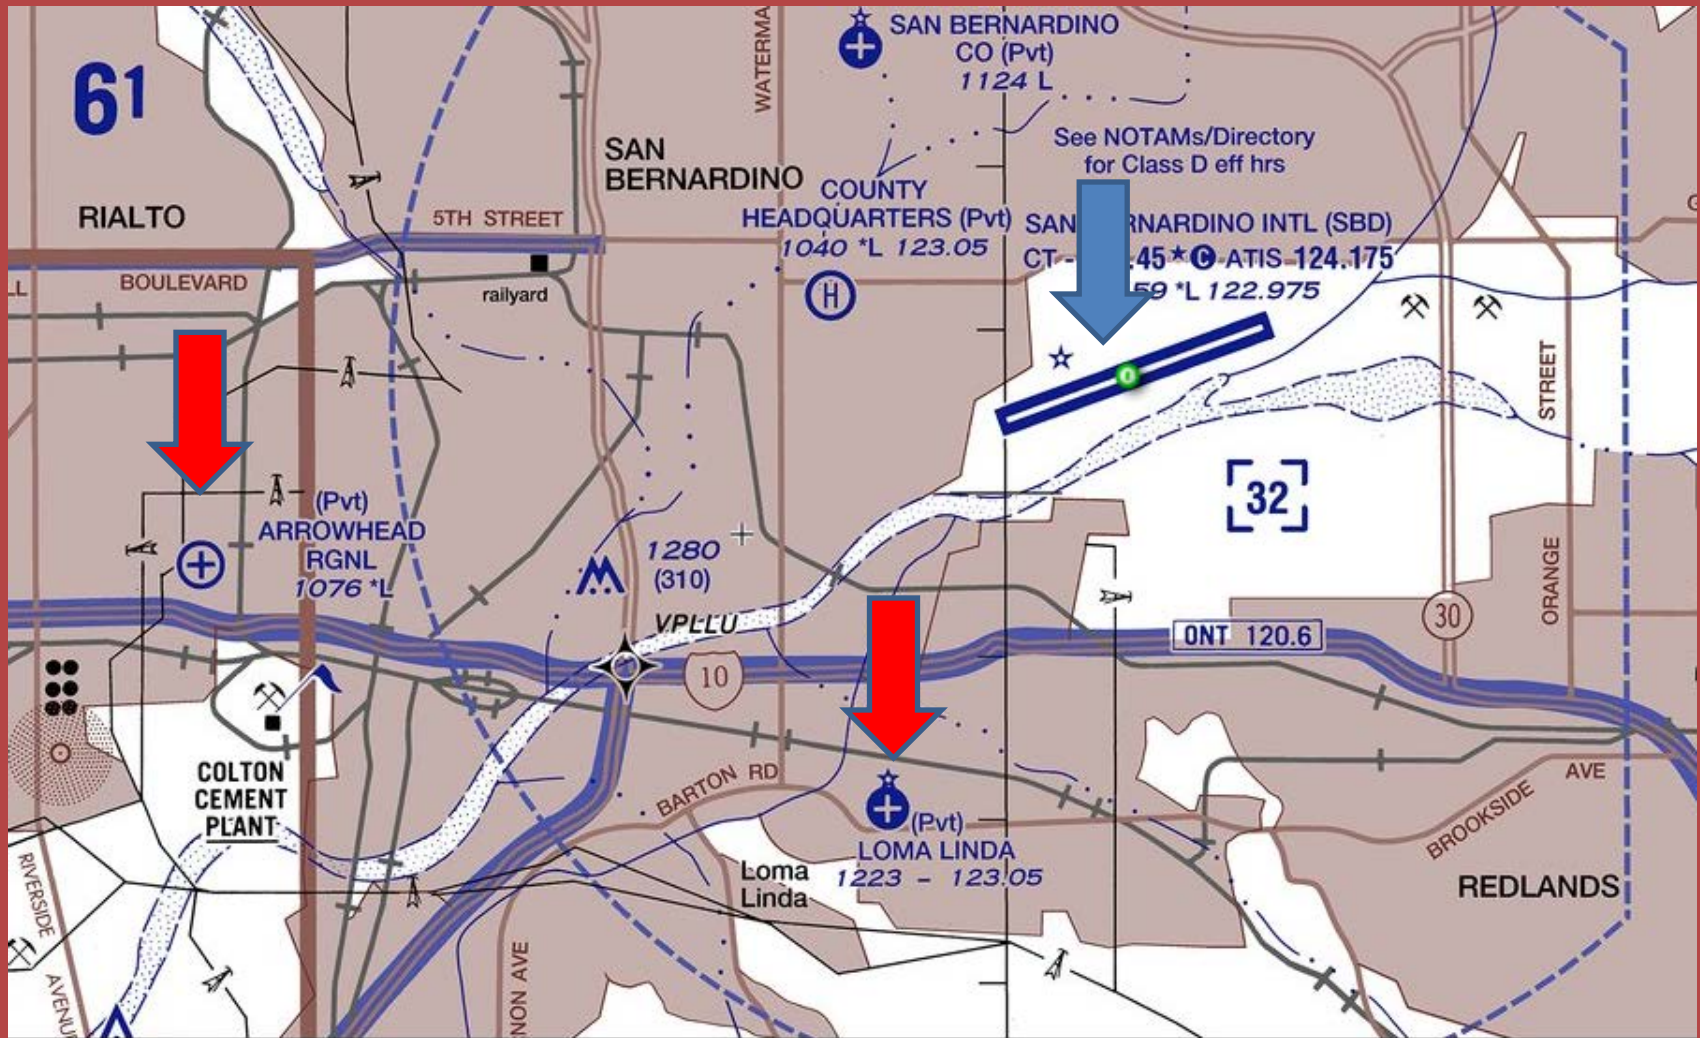 61
SAN BERNARDINO
CO (Pvt)
1124 L
WATERMA
See NOTAMs/Directory
for Class D eff hrs
SAN
BERNARDINO
RIALTO
5TH STREET
COUNTY
HEADQUARTERS (Pvt)
1040 *L 123.05
H
SAN RNARDINO INTL (SBD)
CT - .45 * C ATIS 124.175
59 *L 122.975
LL
BOULEVARD
railyard
STREET
32
(Pvt)
ARROWHEAD
RGNL
1076 *L
1280
(310)
VPLLU
ORANGE
30
ONT 120.6
10
COLTON
CEMENT
PLANT
BARTON RD
AVE
BROOKSIDE
(Pvt)
LOMA LINDA
1223 - 123.05
Loma
Linda
REDLANDS
RIVERSIDE
AVENU
NON AVE